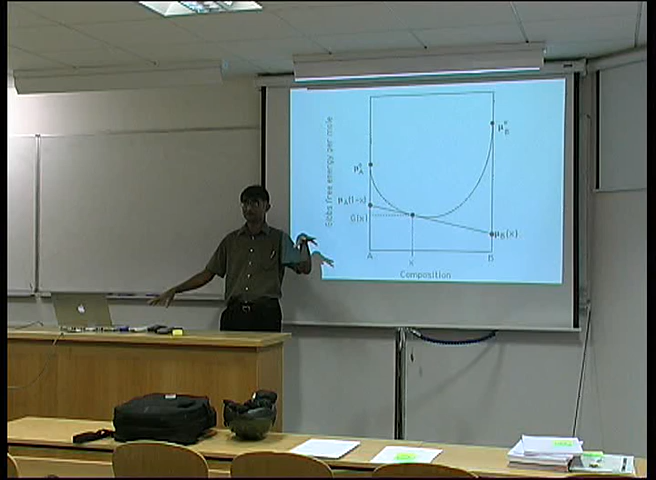 μ°B
μ°A
μA(1-x)
G(x)
μB(x)
Gibbs free energy per mole
A
x
B
Composition